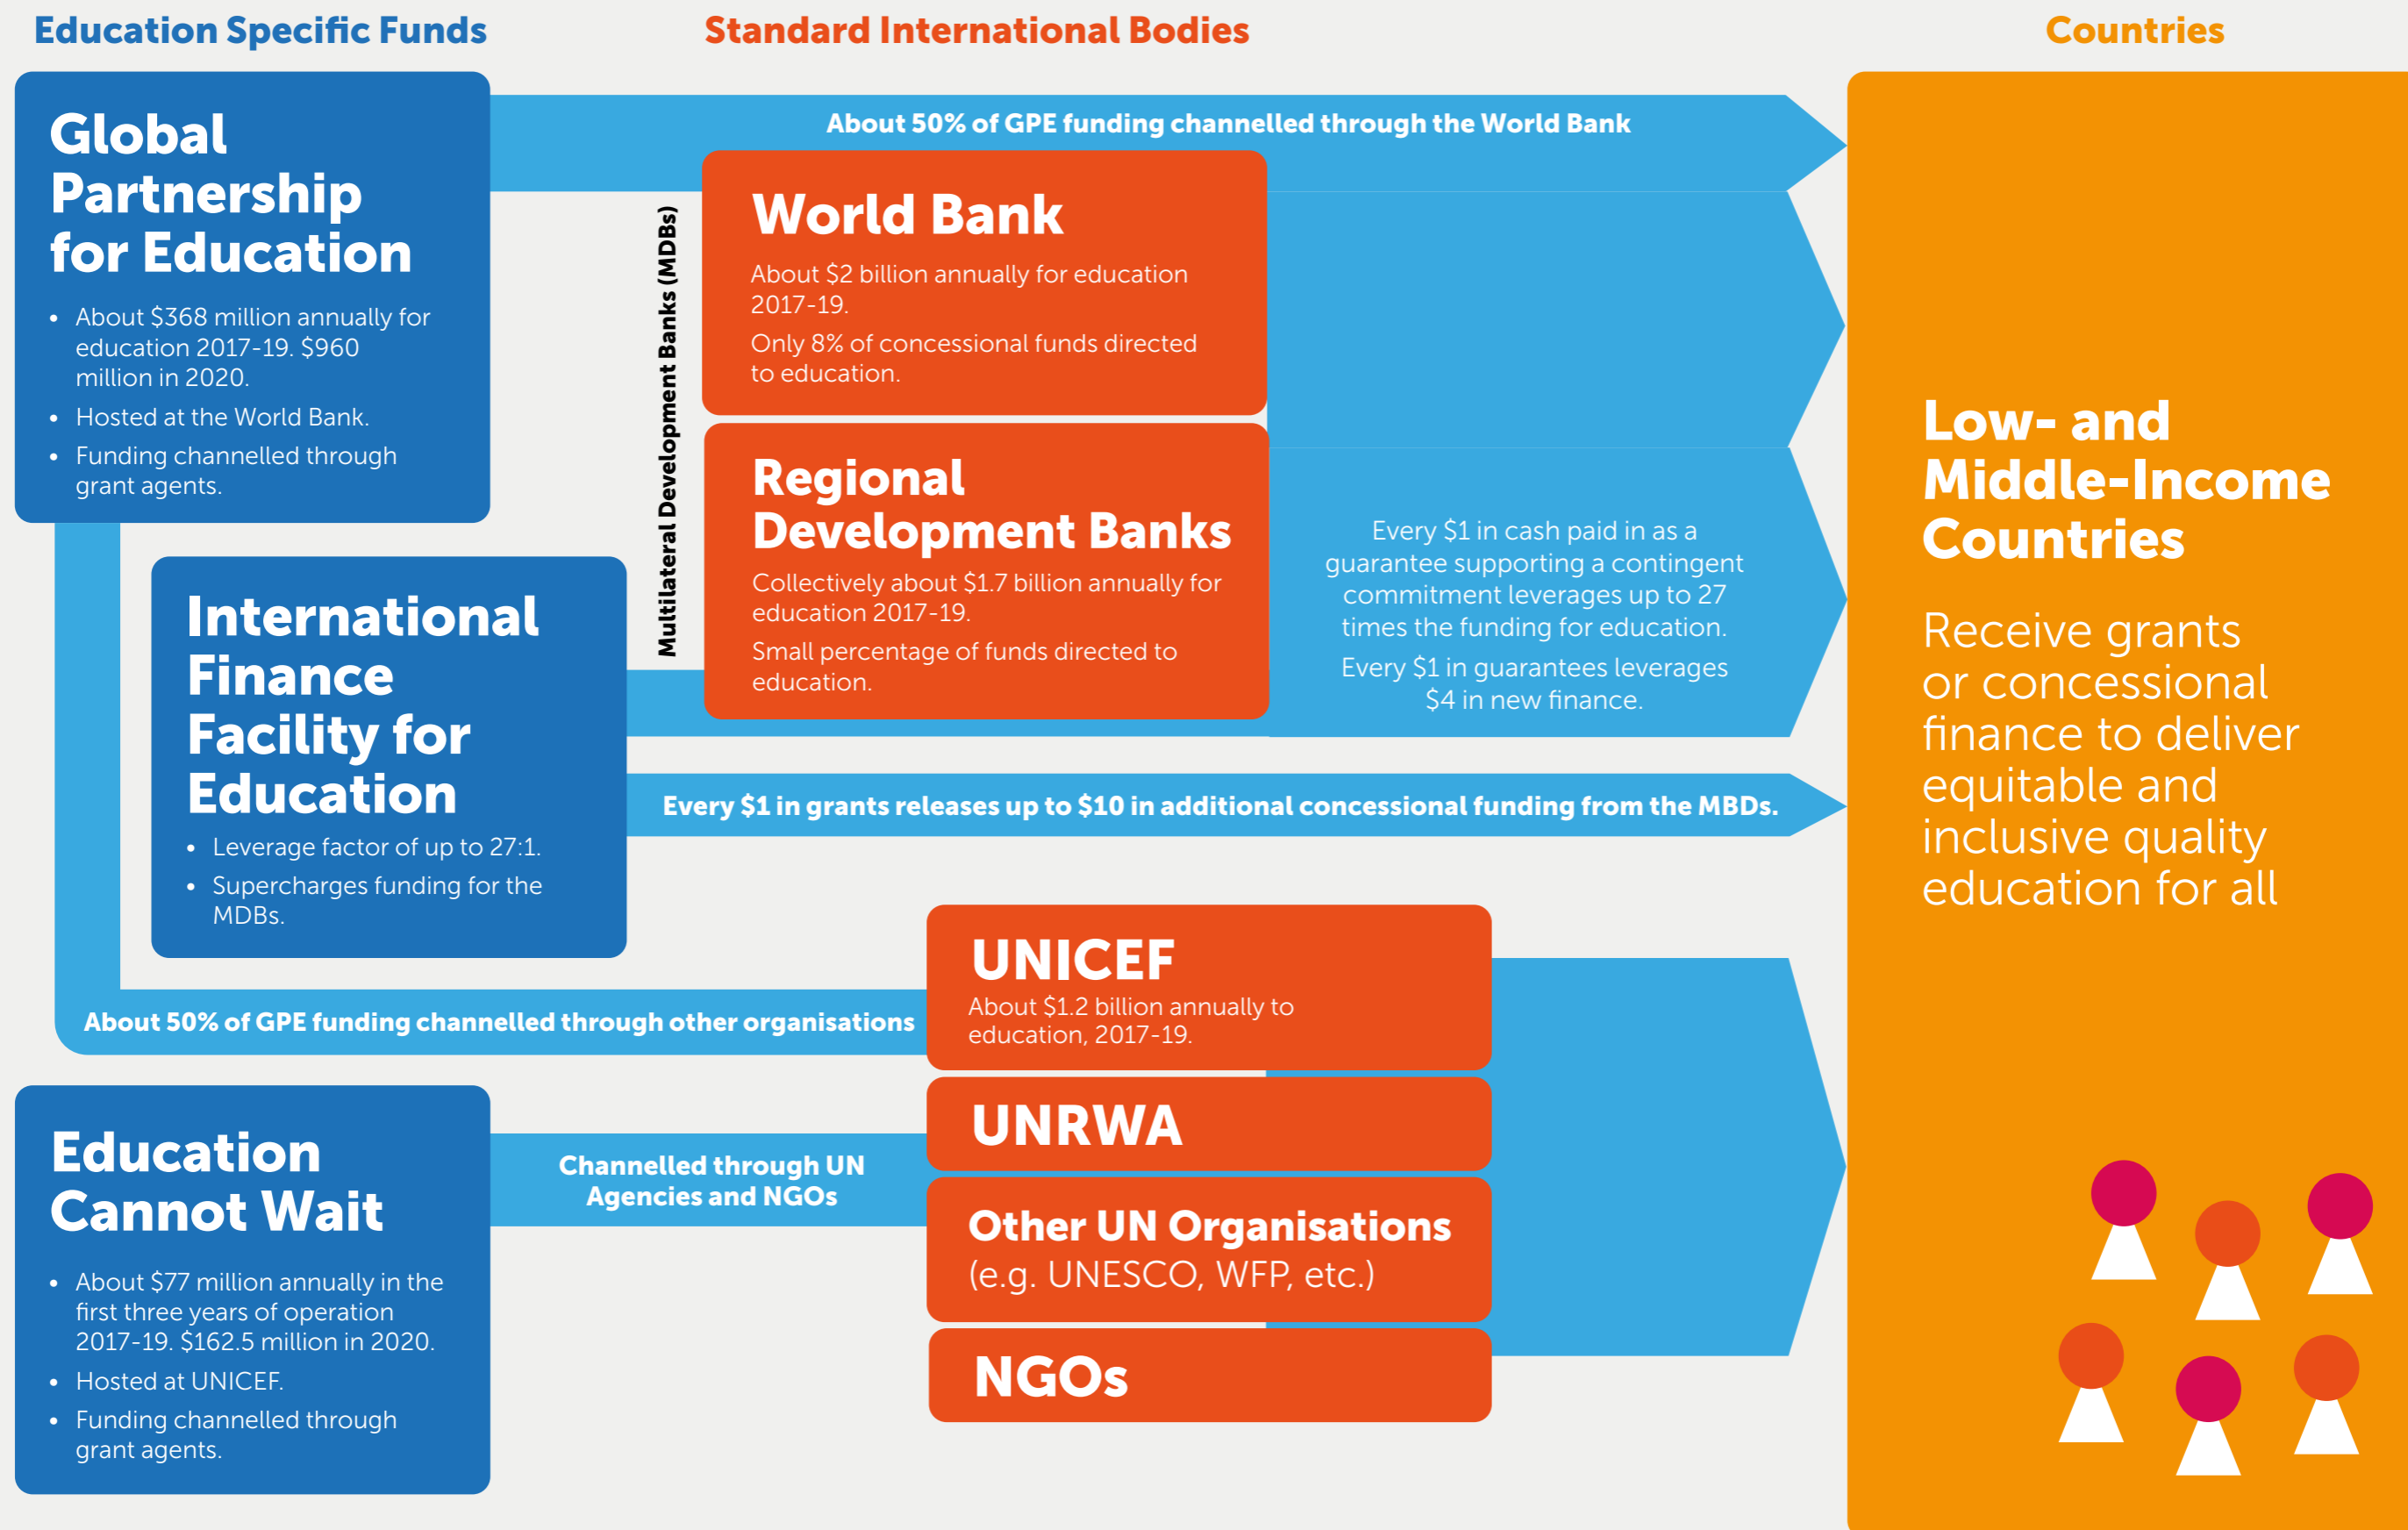 Education Specific Funds
Standard International Bodies
Countries
Global
Partnership
for Education
• About $368 million annually for
education 2017-19. $960
million in 2020.
• Hosted at the World Bank.
• Funding channelled through
grant agents.
About 50% of GPE funding channelled through the World Bank
Multilateral Development Banks (MDBs)
World Bank
About $2 billion annually for education
2017-19.
Only 8% of concessional funds directed
to education.
Regional
Development Banks
Collectively about $1.7 billion annually for
education 2017-19.
Small percentage of funds directed to
education.
Every $1 in cash paid in as a
guarantee supporting a contingent
commitment leverages up to 27
times the funding for education.
Every $1 in guarantees leverages
$4 in new finance.
International
Finance
Facility for
Education
• Leverage factor of up to 27:1.
• Supercharges funding for the
MDBs.
Every $1 in grants releases up to $10 in additional concessional funding from the MBDs.
About 50% of GPE funding channelled through other organisations
UNICEF
About $1.2 billion annually to
education, 2017-19.
UNRWA
Other UN Organisations
(e.g. UNESCO, WFP, etc.)
NGOs
Education
Cannot Wait
• About $77 million annually in the
first three years of operation
2017-19. $162.5 million in 2020.
• Hosted at UNICEF.
• Funding channelled through
grant agents.
Channelled through UN
Agencies and NGOs
Low- and
Middle-Income
Countries
Receive grants
or concessional
finance to deliver
equitable and
inclusive quality
education for all